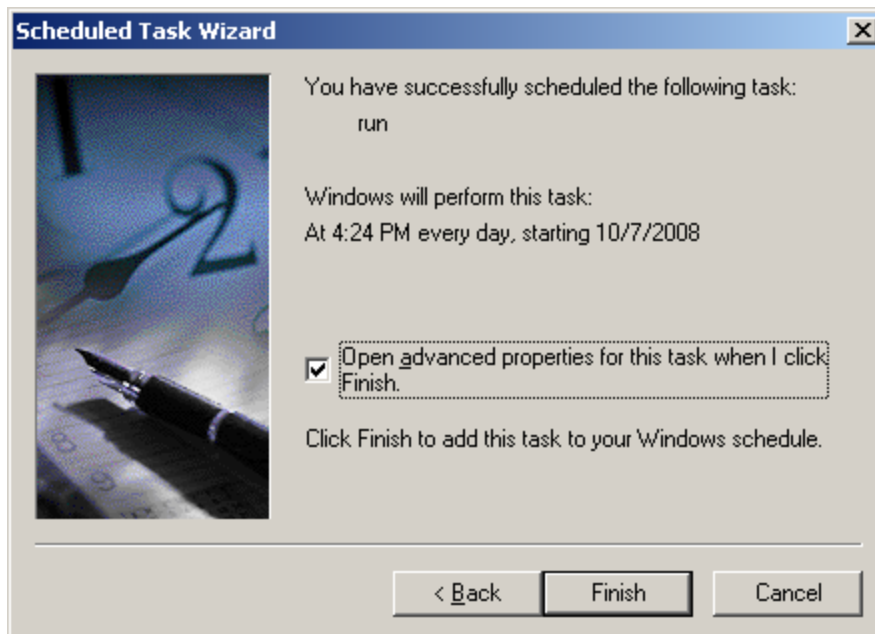 Scheduled Task Wizard
You have successfully scheduled the following task:
run
Windows will perform this task:
At 4:24 PM every day, starting 10/7/2008
Open advanced properties for this task when I click
Finish.
Click Finish to add this task to your Windows schedule.
< Back
Finish
Cancel